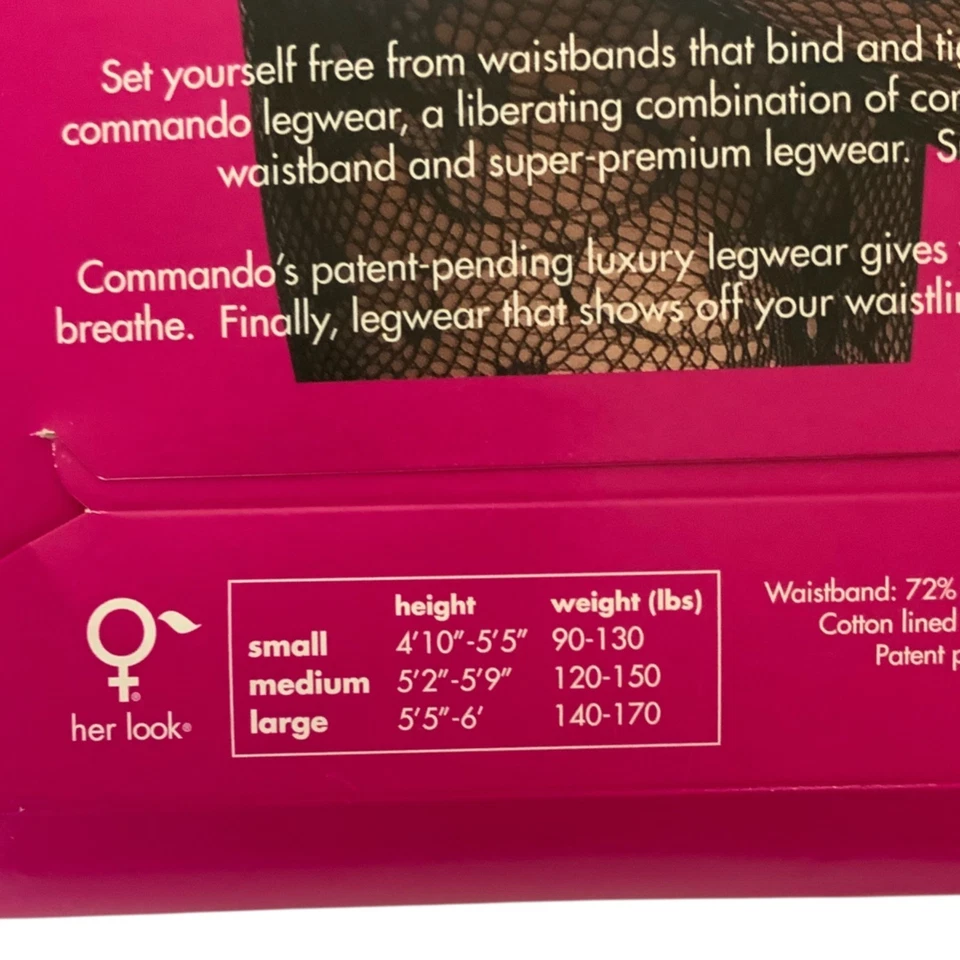 Set yourself free from waistbands that bind and
commando legwear, a liberating combination of
waistband and super-premium legwear.
Commando's patent-pending luxury legwear gives
breathe. Finally, legwear that shows off your
height weight (lbs)
small 4'10"-5'5" 90-130
medium 5'2"-5'9" 120-150
large 5'5"-6' 140-170
her look®
Waistband: 72%
Cotton lined
Patent